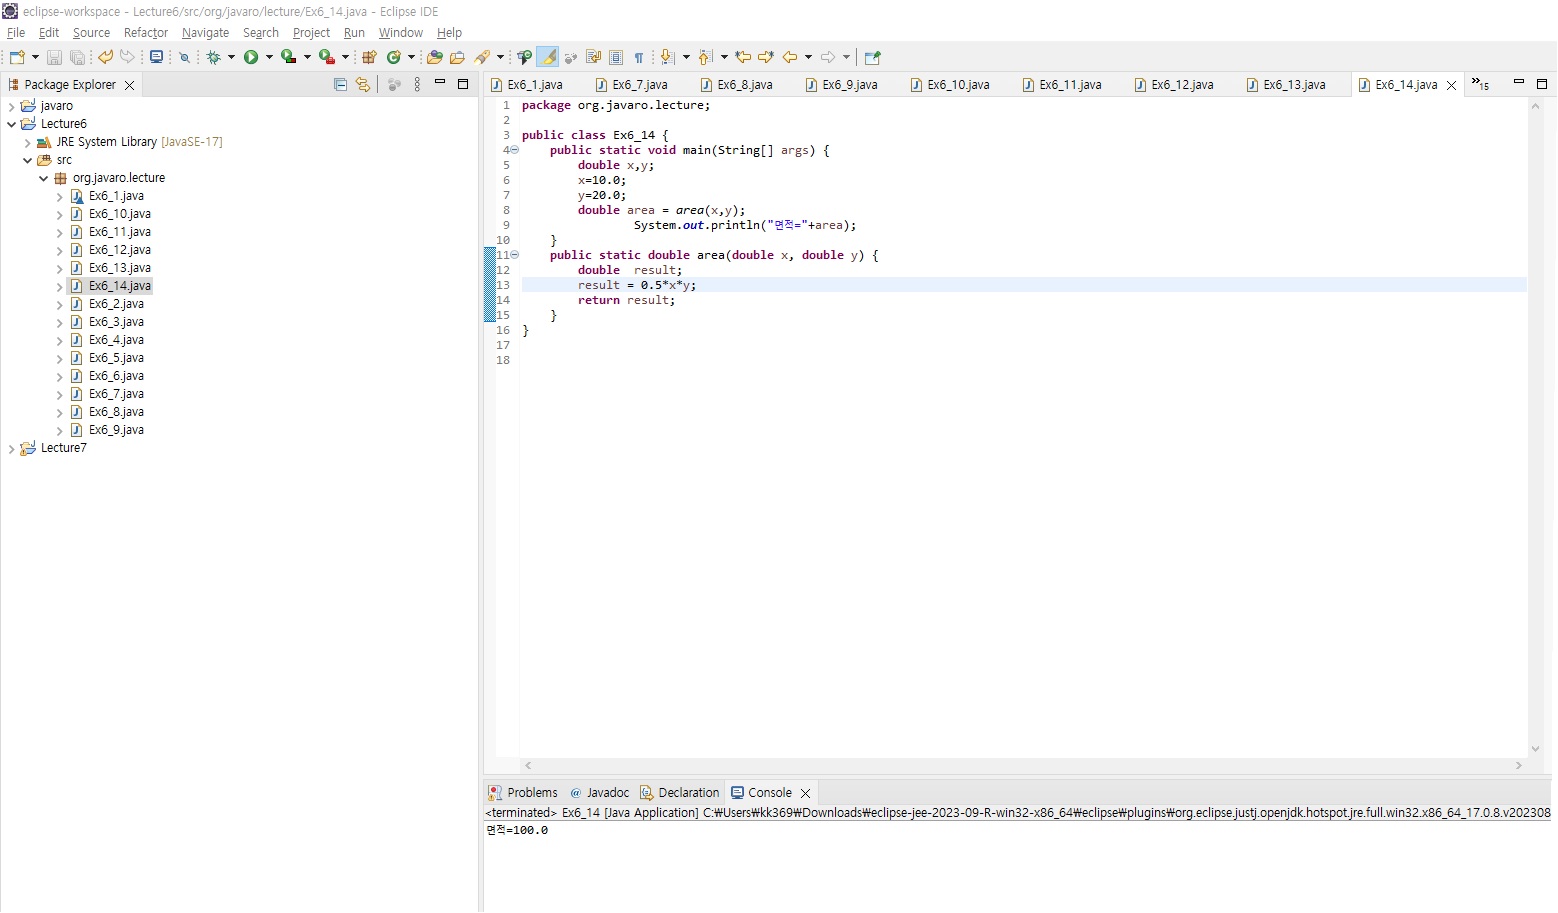 eclipse-workspace - Lecture6/src/org/javaro/lecture/Ex6_14.java - Eclipse IDE
File Edit Source Refactor Navigate Search Project Run Window Help
Package Explorer
javaro
Lecture6
JRE System Library [JavaSE-17]
src
org.javaro.lecture
Ex6_1.java
Ex6_10.java
Ex6_11.java
Ex6_12.java
Ex6_13.java
Ex6_14.java
Ex6_2.java
Ex6_3.java
Ex6_4.java
Ex6_5.java
Ex6_6.java
Ex6_7.java
Ex6_8.java
Ex6_9.java
Lecture7
Ex6_1.java Ex6_7.java Ex6_8.java Ex6_9.java Ex6_10.java Ex6_11.java Ex6_12.java Ex6_13.java Ex6_14.java »15
1 package org.javaro.lecture;
2
3 public class Ex6_14 {
4 public static void main(String[] args) {
5 double x,y;
6 x=10.0;
7 y=20.0;
8 double area = area(x,y);
9 System.out.println("면적="+area);
10 }
11 public static double area(double x, double y) {
12 double  result;
13 result = 0.5*x*y;
14 return result;
15 }
16 }
17
18
Problems @ Javadoc Declaration Console
<terminated> Ex6_14 [Java Application] C:₩Users₩kk369₩Downloads₩eclipse-jee-2023-09-R-win32-x86_64₩eclipse₩plugins₩org.eclipse.justj.openjdk.hotspot.jre.full.win32.x86_64_17.0.8.v202308
면적=100.0